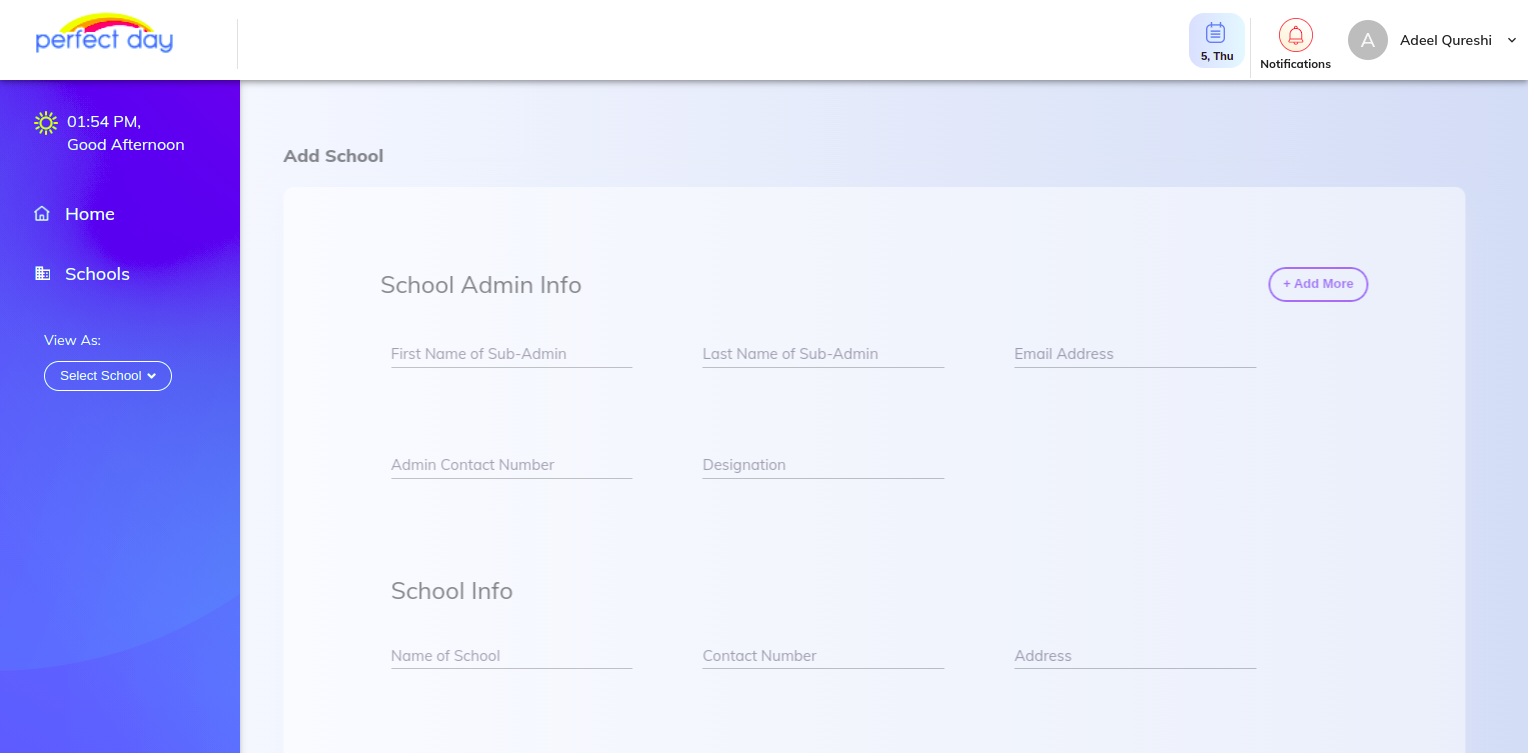 perfect day
5, Thu
Notifications
A
Adeel Qureshi
01:54 PM,
Good Afternoon
Home
Schools
View As:
Select School
Add School
School Admin Info
+ Add More
First Name of Sub-Admin
Last Name of Sub-Admin
Email Address
Admin Contact Number
Designation
School Info
Name of School
Contact Number
Address